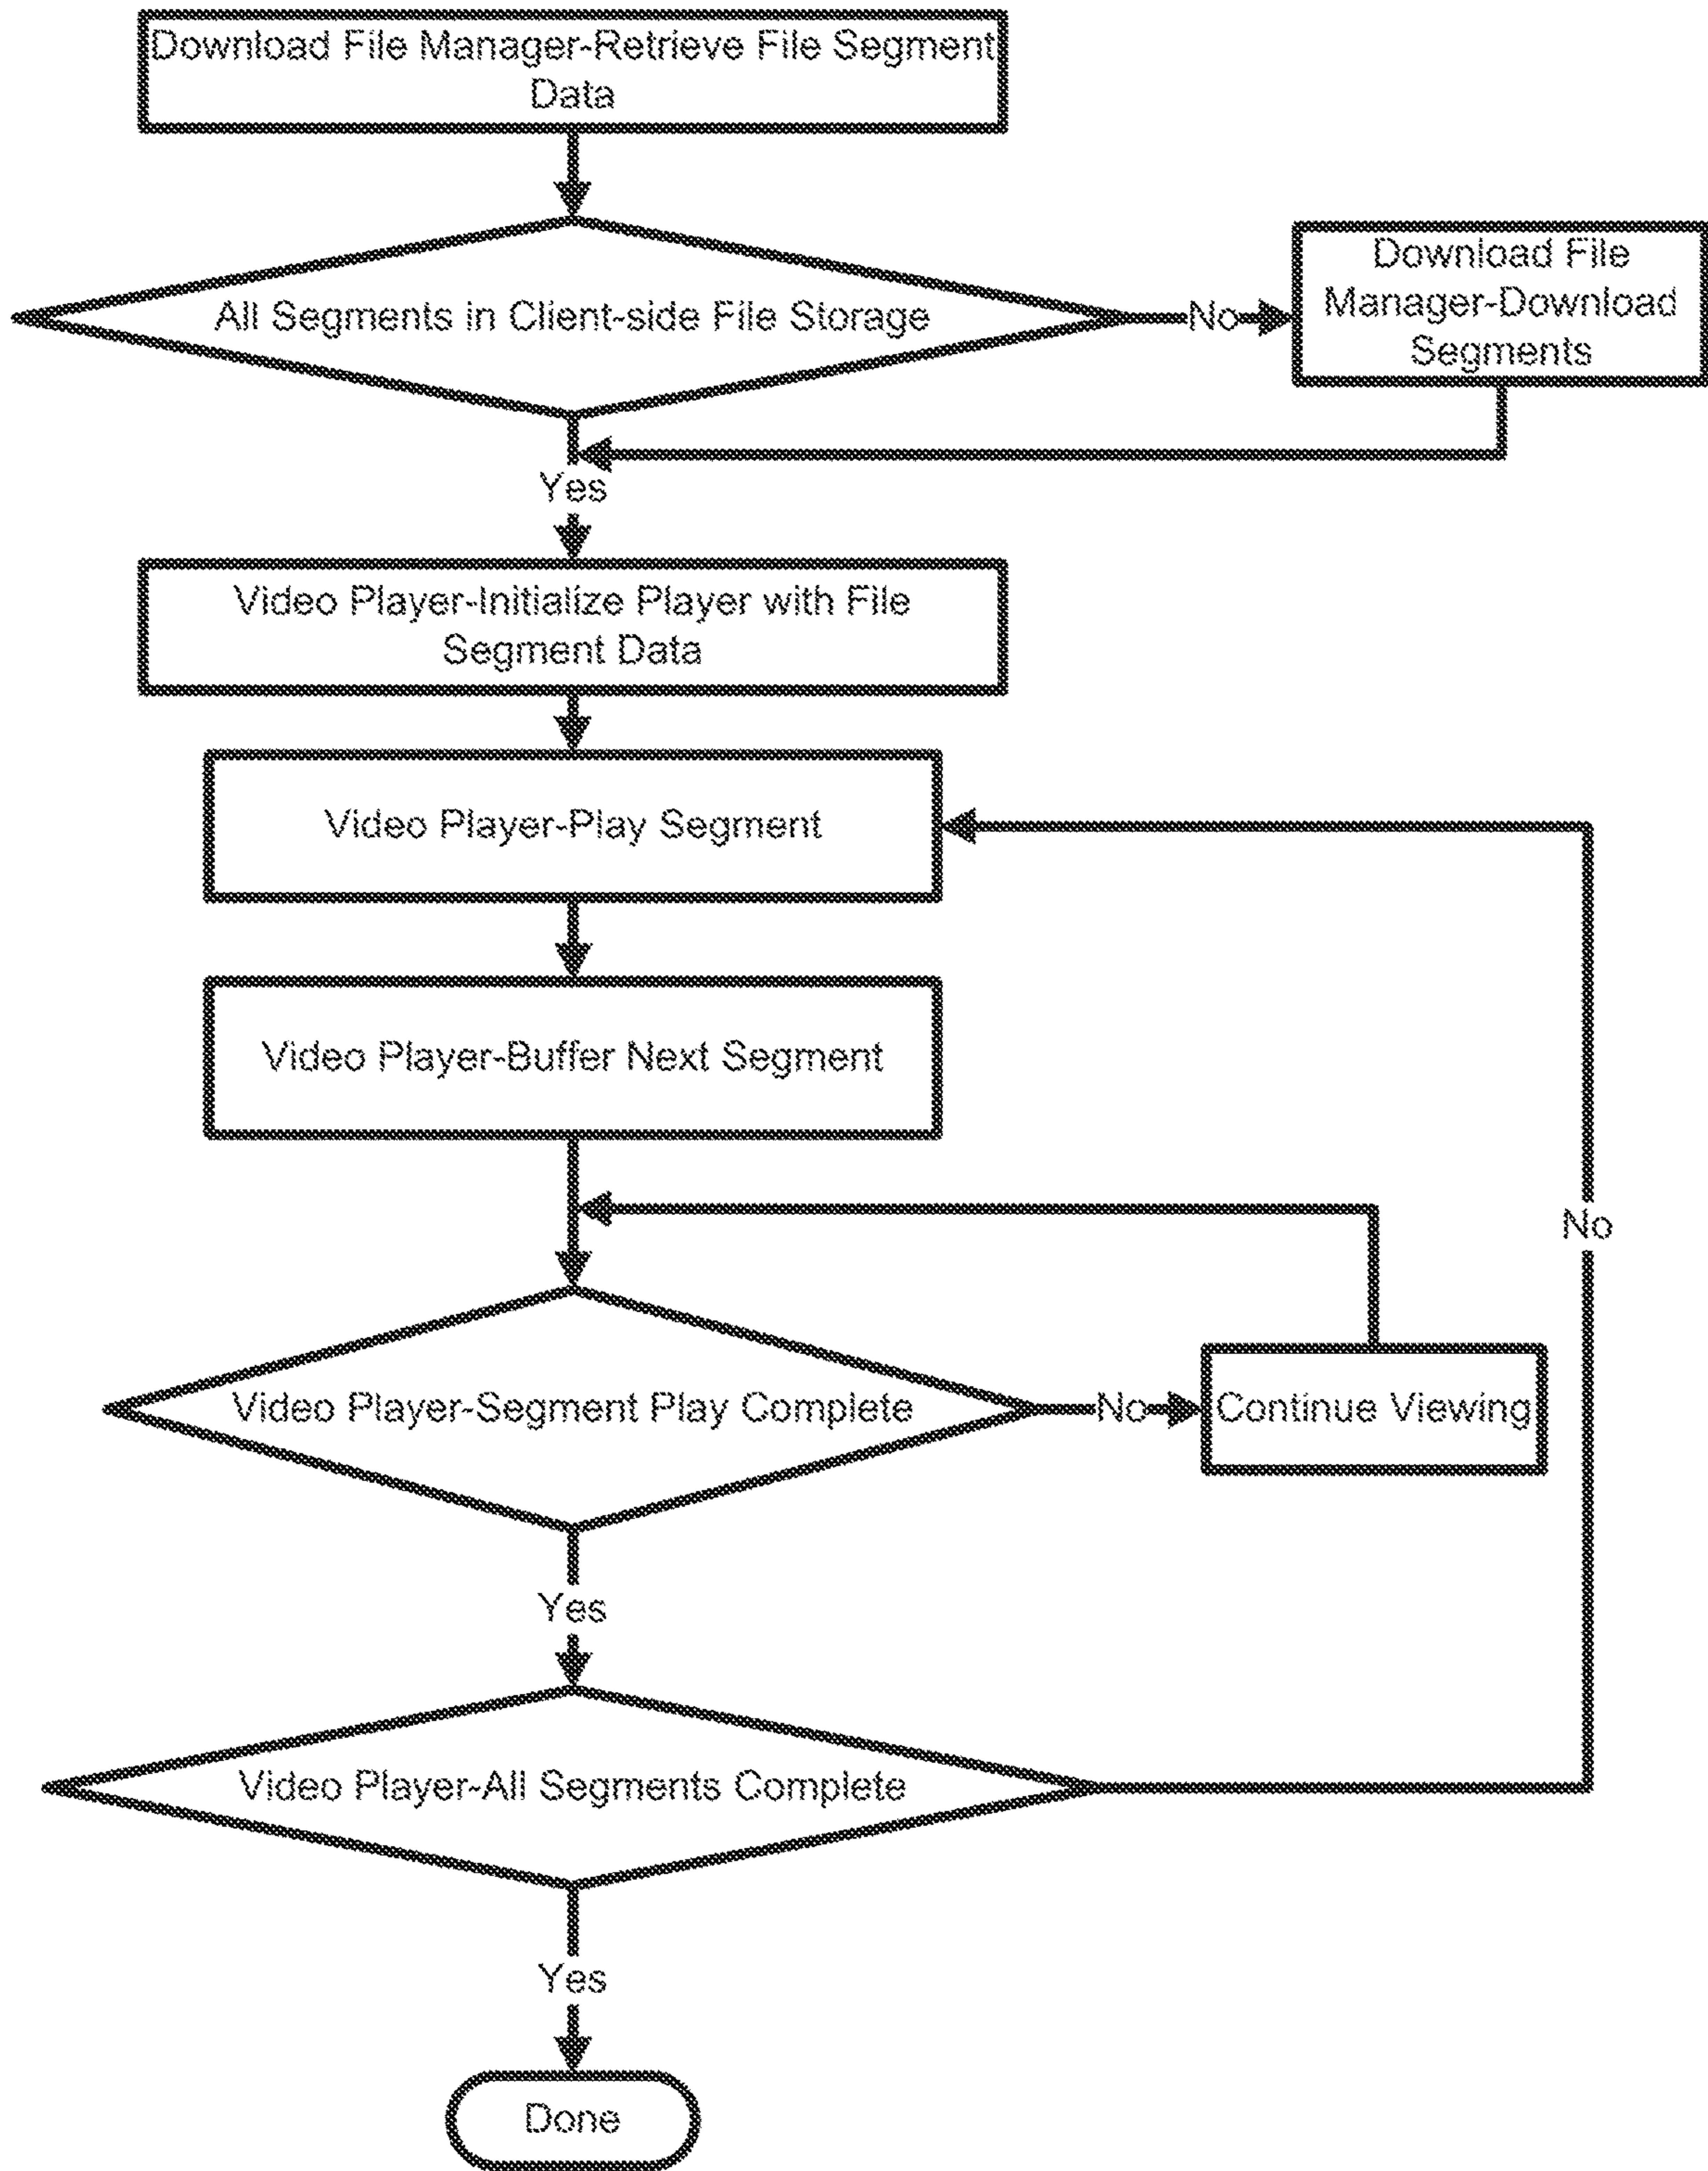 Download File Manager-Retrieve File Segment
Data
All Segments in Client-side File Storage
No
Download File
Manager-Download
Segments
Yes
Video Player-Initialize Player with File
Segment Data
Video Player-Play Segment
Video Player-Buffer Next Segment
No
Video Player-Segment Play Complete
No
Continue Viewing
Yes
Video Player-All Segments Complete
Yes
Done